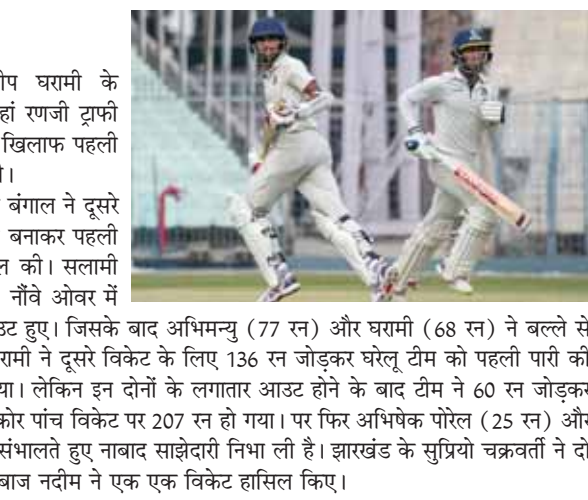 ीप घरामी के
हां रणजी ट्राफी
खिलाफ पहली
ी।
बंगाल ने दूसरे
बनाकर पहली
ल की। सलामी
नौंवे ओवर में
उट हुए। जिसके बाद अभिमन्यु (77 रन) और घरामी (68 रन) ने बल्ले से
रामी ने दूसरे विकेट के लिए 136 रन जोड़कर घरेलू टीम को पहली पारी की
या। लेकिन इन दोनों के लगातार आउट होने के बाद टीम ने 60 रन जोड़कर
कोर पांच विकेट पर 207 रन हो गया। पर फिर अभिषेक पोरेल (25 रन) और
संभालते हुए नाबाद साझेदारी निभा ली है। झारखंड के सुप्रियो चक्रवर्ती ने दो
बाज नदीम ने एक एक विकेट हासिल किए।